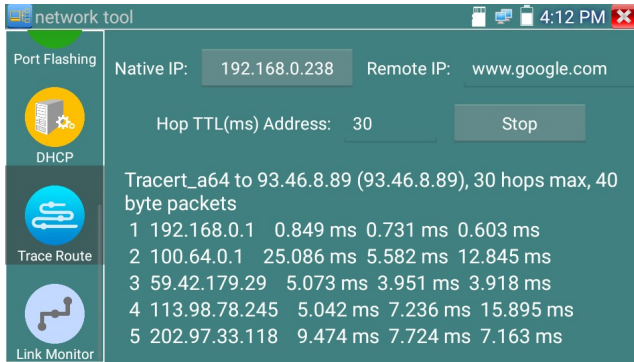 network tool
4:12 PM
Port Flashing
DHCP
Trace Route
Link Monitor
Native IP: 192.168.0.238 Remote IP: www.google.com
Hop TTL(ms) Address: 30 Stop
Tracert_a64 to 93.46.8.89 (93.46.8.89), 30 hops max, 40
byte packets
1 192.168.0.1 0.849 ms 0.731 ms 0.603 ms
2 100.64.0.1 25.086 ms 5.582 ms 12.845 ms
3 59.42.179.29 5.073 ms 3.951 ms 3.918 ms
4 113.98.78.245 5.042 ms 7.236 ms 15.895 ms
5 202.97.33.118 9.474 ms 7.724 ms 7.163 ms